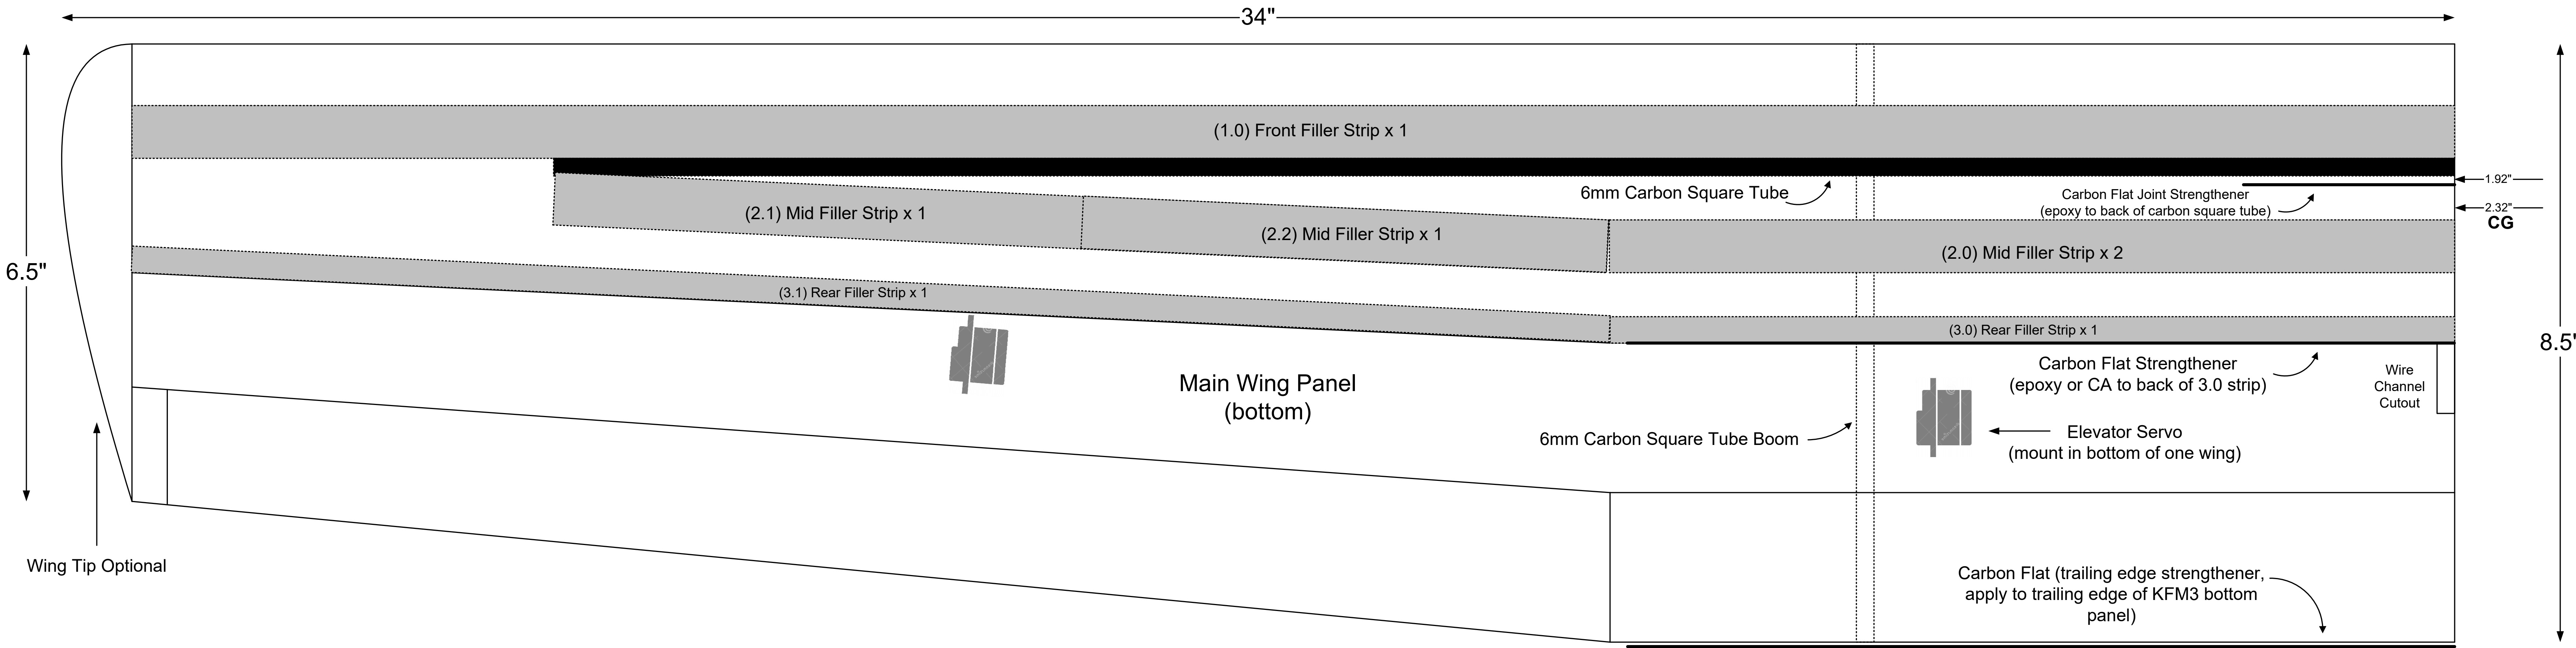 34"
(1.0) Front Filler Strip x 1
6mm Carbon Square Tube
Carbon Flat Joint Strengthener
(epoxy to back of carbon square tube)
1.92"
2.32"
CG
(2.1) Mid Filler Strip x 1
(2.2) Mid Filler Strip x 1
(2.0) Mid Filler Strip x 2
6.5"
(3.1) Rear Filler Strip x 1
(3.0) Rear Filler Strip x 1
8.5"
Main Wing Panel
(bottom)
Carbon Flat Strengthener
(epoxy or CA to back of 3.0 strip)
Wire
Channel
Cutout
6mm Carbon Square Tube Boom
Elevator Servo
(mount in bottom of one wing)
Wing Tip Optional
Carbon Flat (trailing edge strengthener,
apply to trailing edge of KFM3 bottom
panel)